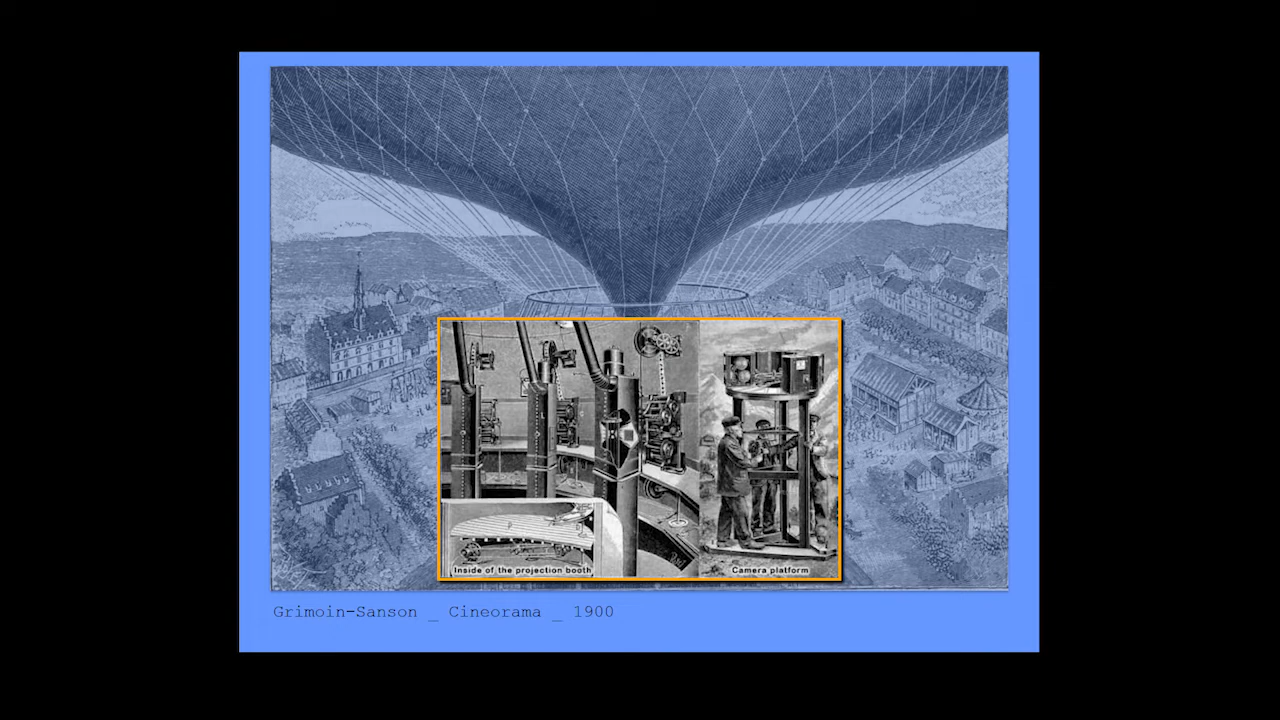 Inside of the projection booth
Camera platform
Grimoin-Sanson _ Cineorama _ 1900